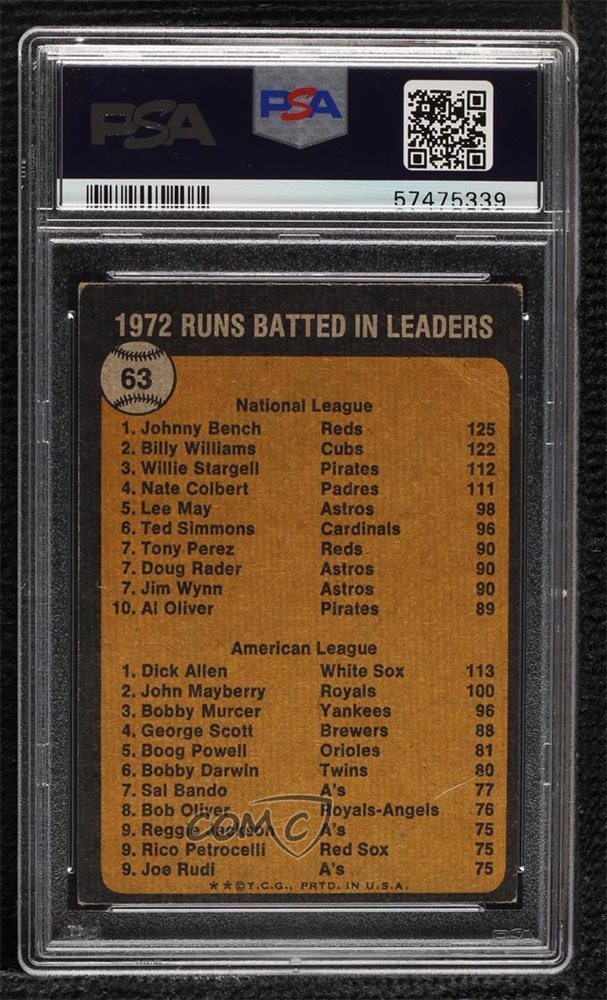 PSA
PSA
57475339
1972 RUNS BATTED IN LEADERS
63
National League
1. Johnny Bench Reds 125
2. Billy Williams Cubs 122
3. Willie Stargell Pirates 112
4. Nate Colbert Padres 111
5. Lee May Astros 98
6. Ted Simmons Cardinals 96
7. Tony Perez Reds 90
7. Doug Rader Astros 90
7. Jim Wynn Astros 90
10. Al Oliver Pirates 89
American League
1. Dick Allen White Sox 113
2. John Mayberry Royals 100
3. Bobby Murcer Yankees 96
4. George Scott Brewers 88
5. Boog Powell Orioles 81
6. Bobby Darwin Twins 80
7. Sal Bando A's 77
8. Bob Oliver Royals-Angels 76
9. Reggie Jackson A's 75
COMC
9. Rico Petrocelli Red Sox 75
9. Joe Rudi A's 75
**©T.C.G., PRTD. IN U.S.A.
PSA